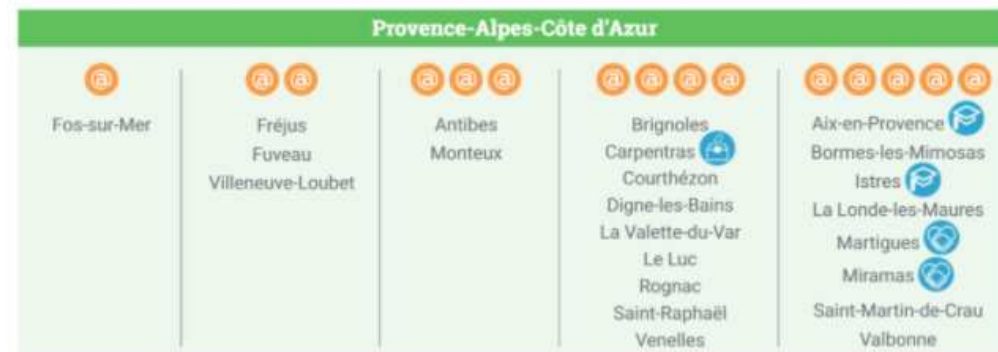 Provence-Alpes-Côte d'Azur
@
Fos-sur-Mer
@ @
Fréjus
Fuveau
Villeneuve-Loubet
@ @ @
Antibes
Monteux
@ @ @ @
Brignoles
Carpentras
Courthézon
Digne-les-Bains
La Valette-du-Var
Le Luc
Rognac
Saint-Raphaël
Venelles
@ @ @ @ @
Aix-en-Provence
Bormes-les-Mimosas
Istres
La Londe-les-Maures
Martigues
Miramas
Saint-Martin-de-Crau
Valbonne